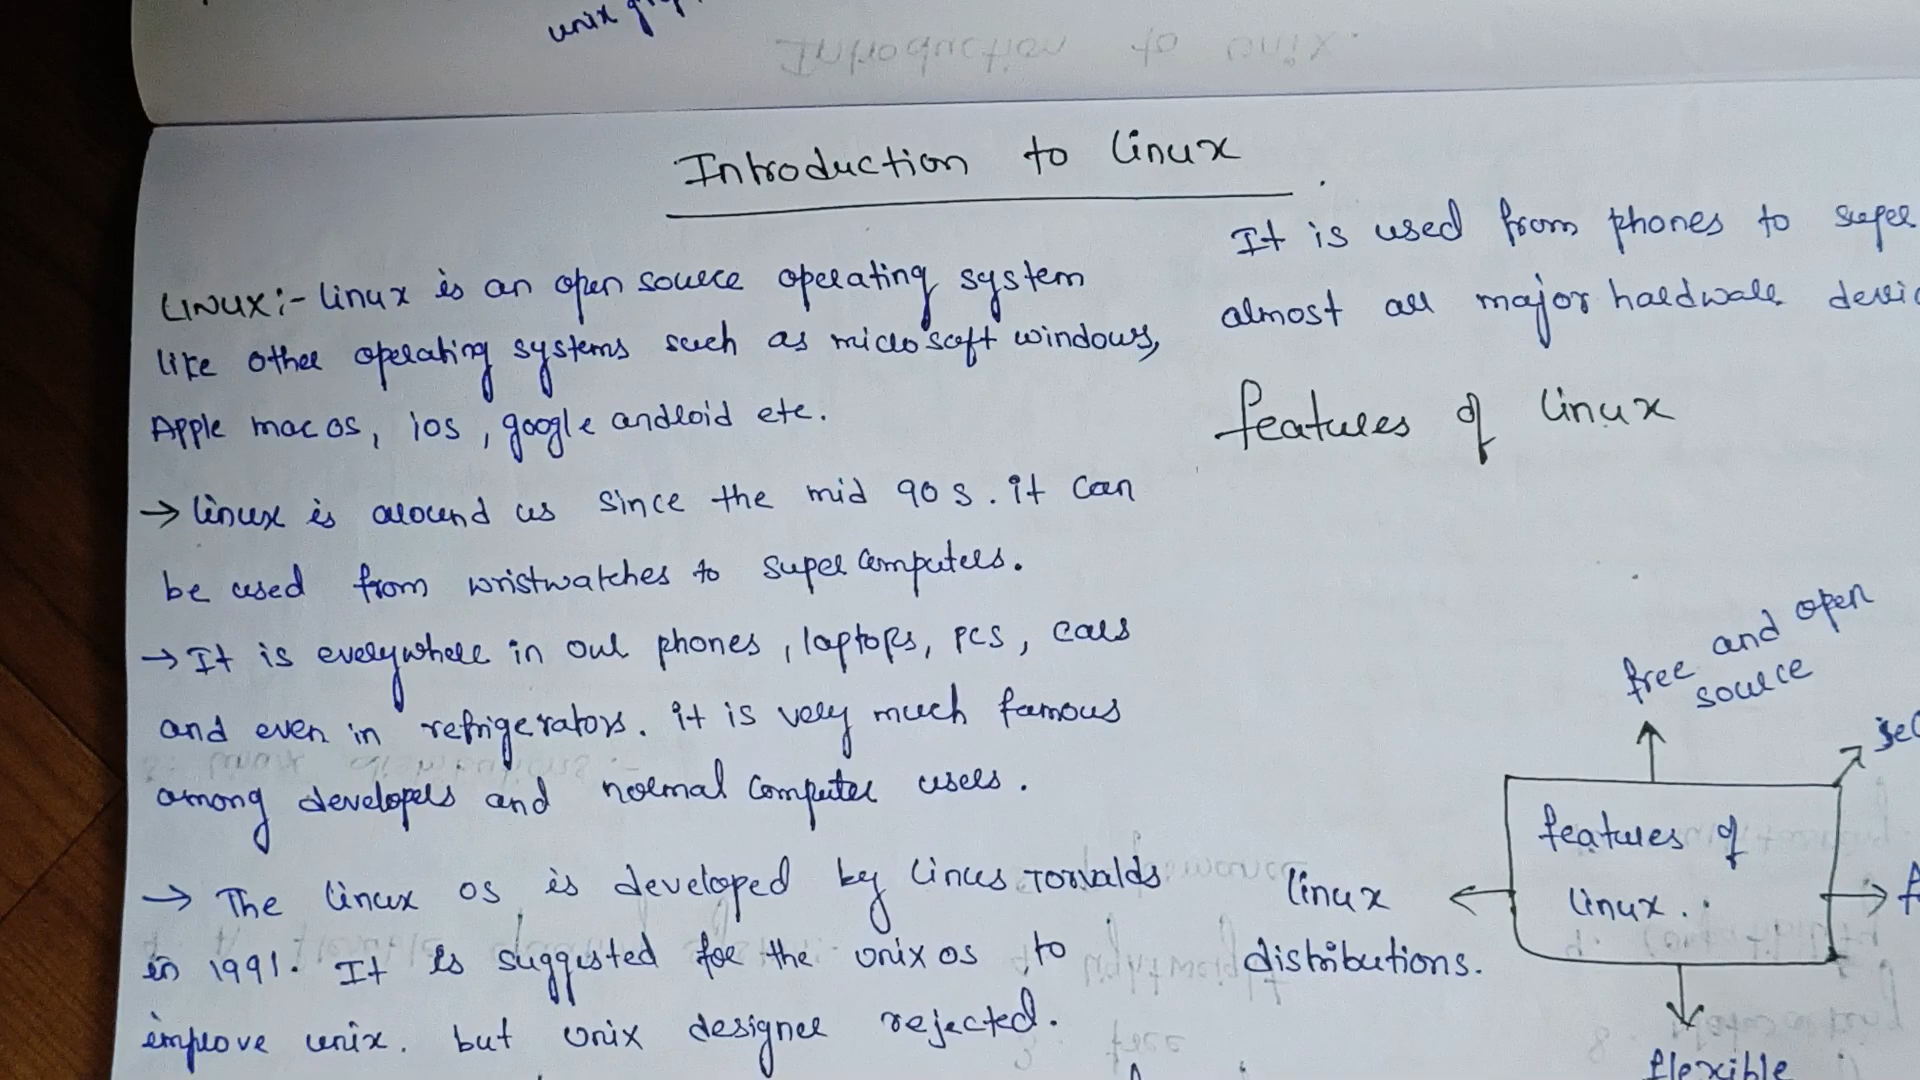 unix
Introduction to linux
LINUX:- linux is an open source operating system
like other operating systems such as microsoft windows,
Apple mac os, ios, google android etc.
→ linux is around us since the mid 90 s. it can
be used from wristwatches to super computers.
→ It is everywhere in our phones, laptops, pcs, cars
and even in refrigerators. it is very much famous
among developers and normal computer users.
→ The linux os is developed by linus torvalds
in 1991. It is suggested for the unix os to
improve unix. but unix designer rejected.
It is used from phones to super
almost all major hardware
features of linux
free and open
source
features of
linux.
linux
distributions.
flexible